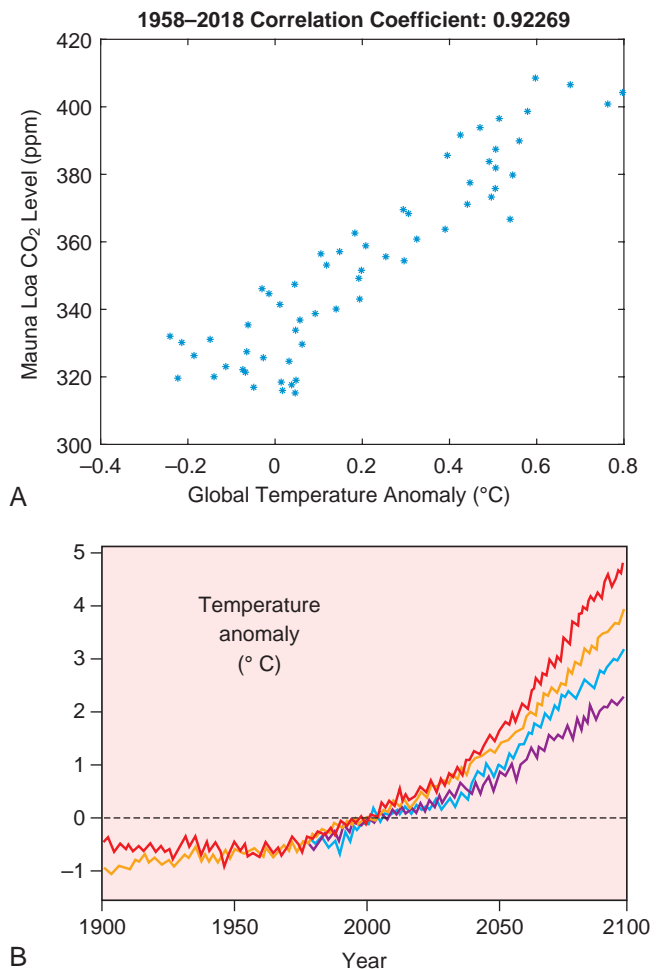 1958–2018 Correlation Coefficient: 0.92269
420
400
380
360
340
320
300
Mauna Loa CO₂ Level (ppm)
–0.4
–0.2
0
0.2
0.4
0.6
0.8
Global Temperature Anomaly (°C)
A
5
4
3
2
1
0
–1
Temperature
anomaly
(° C)
1900
1950
2000
2050
2100
Year
B